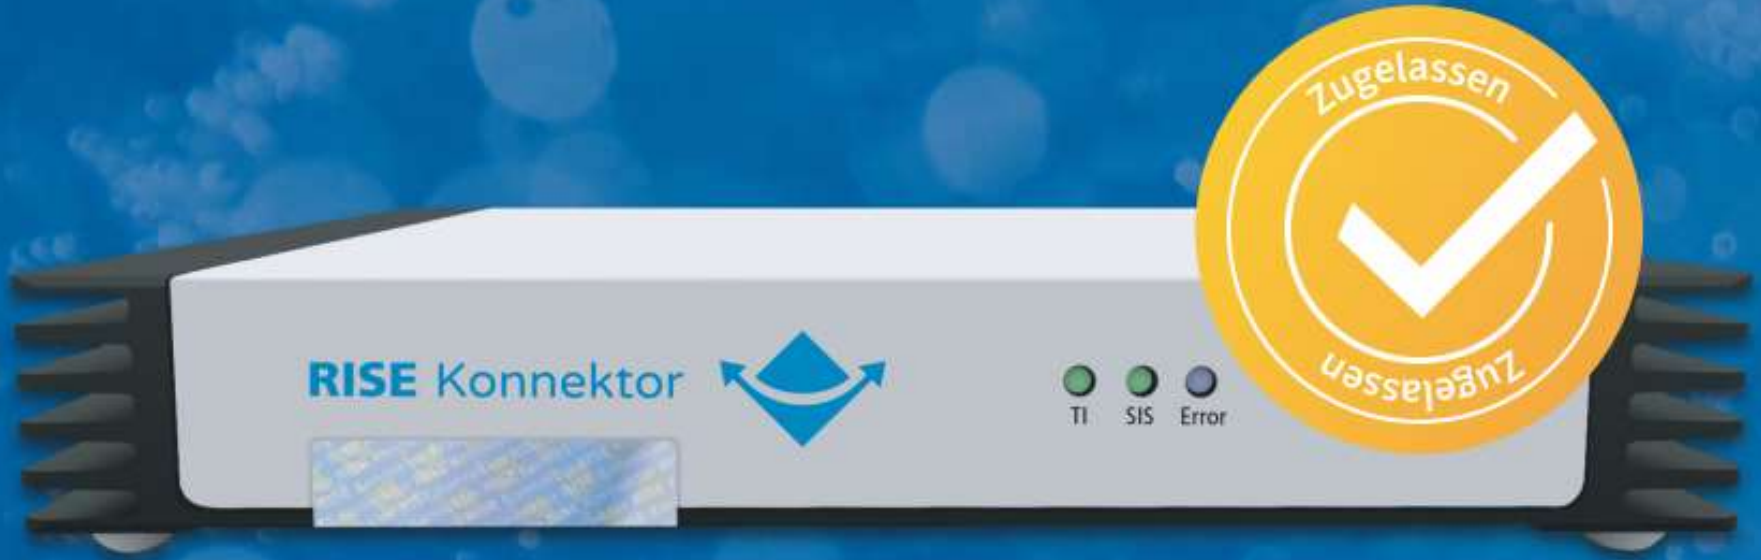 Zugelassen
RISE Konnektor
TI SIS Error
Zugelassen